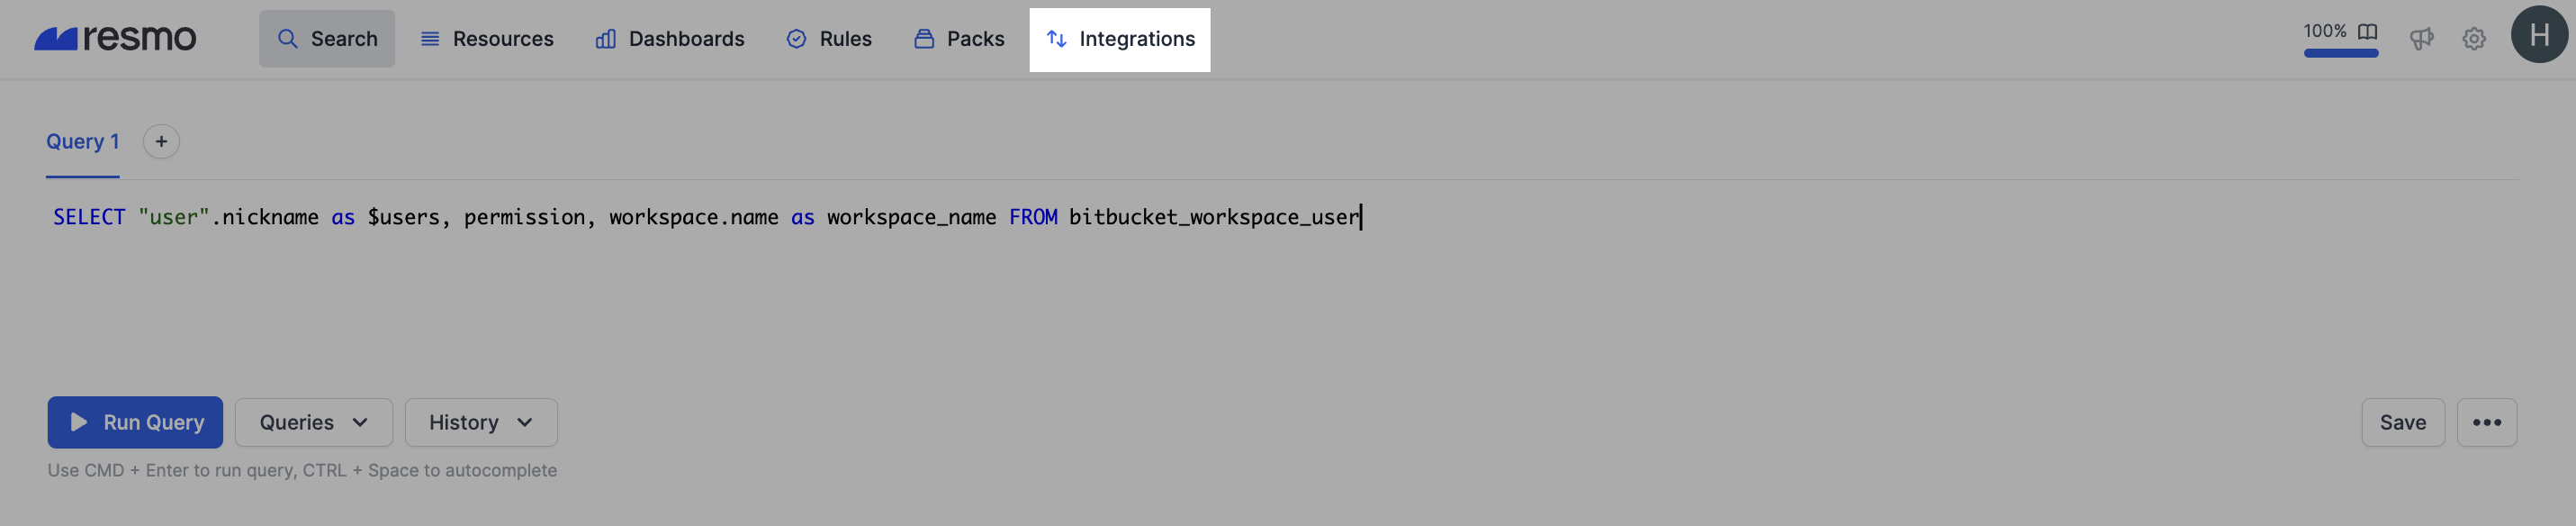 resmo Search Resources Dashboards Rules Packs Integrations 100% H
Query 1 +
SELECT "user".nickname as $users, permission, workspace.name as workspace_name FROM bitbucket_workspace_user
Run Query Queries History Save •••
Use CMD + Enter to run query, CTRL + Space to autocomplete